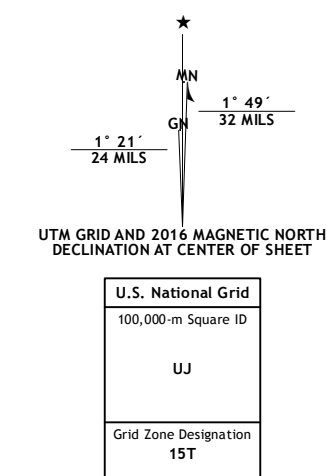 MN
1° 49´
32 MILS
GN
1° 21´
24 MILS
UTM GRID AND 2016 MAGNETIC NORTH
DECLINATION AT CENTER OF SHEET
U.S. National Grid
100,000-m Square ID
UJ
Grid Zone Designation
15T